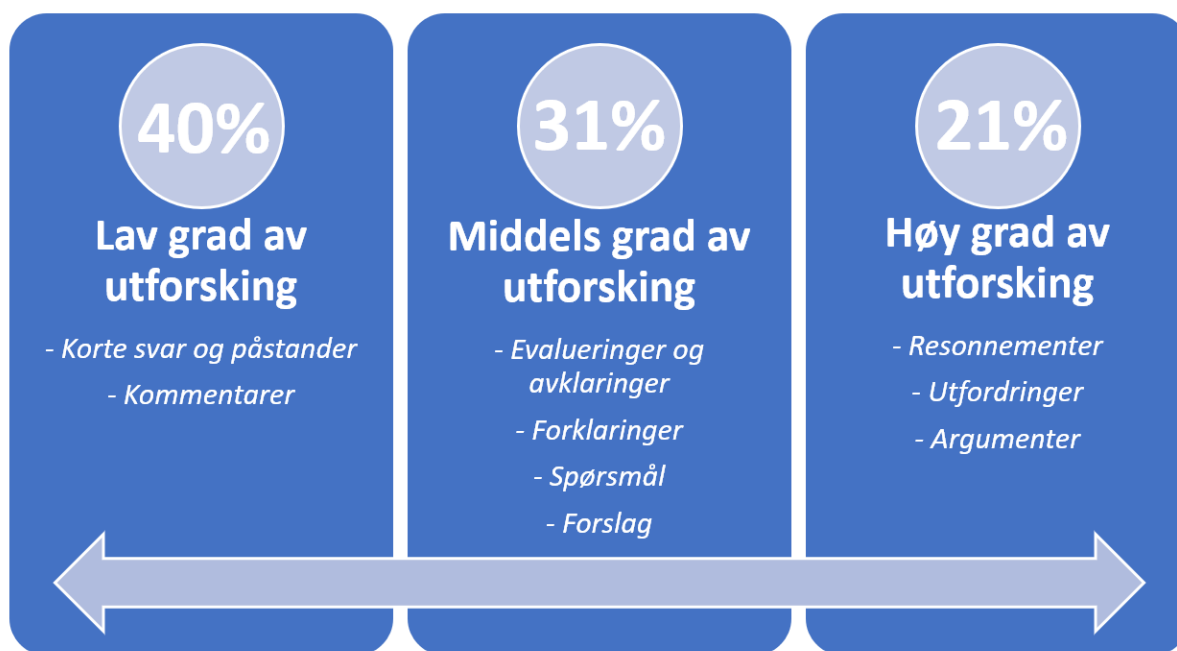 40%
Lav grad av
utforsking
- Korte svar og påstander
- Kommentarer
31%
Middels grad av
utforsking
- Evalueringer og
avklaringer
- Forklaringer
- Spørsmål
- Forslag
21%
Høy grad av
utforsking
- Resonnementer
- Utfordringer
- Argumenter